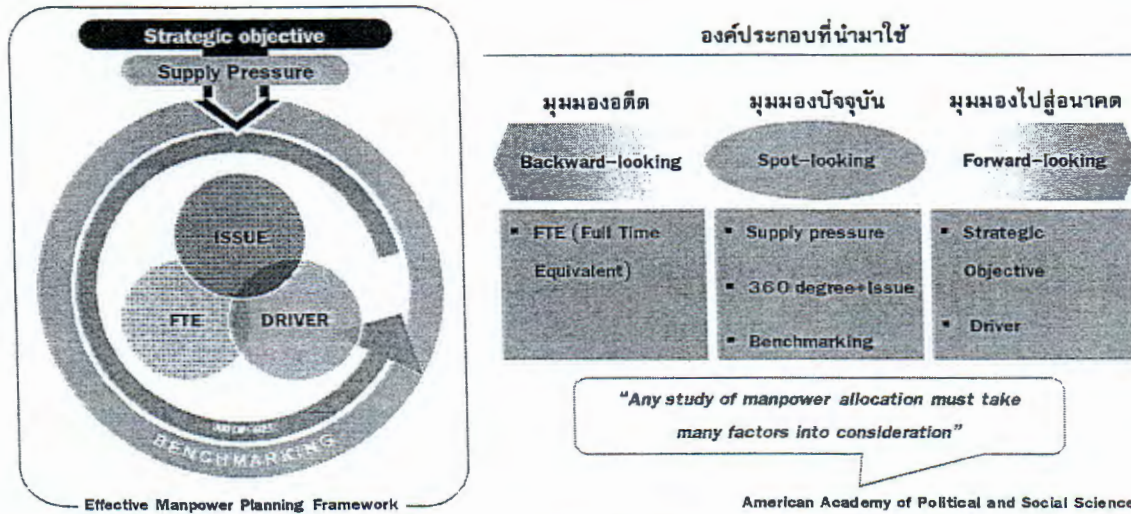 Strategic objective
Supply Pressure
ISSUE
FTE
DRIVER
BENCHMARKING
Effective Manpower Planning Framework
องค์ประกอบที่นำมาใช้
มุมมองอดีต
มุมมองปัจจุบัน
มุมมองไปสู่อนาคต
Backward-looking
Spot-looking
Forward-looking
▪ FTE (Full Time
Equivalent)
▪ Supply pressure
▪ 360 degree+Issue
▪ Benchmarking
▪ Strategic
Objective
▪ Driver
"Any study of manpower allocation must take
many factors into consideration"
American Academy of Political and Social Science